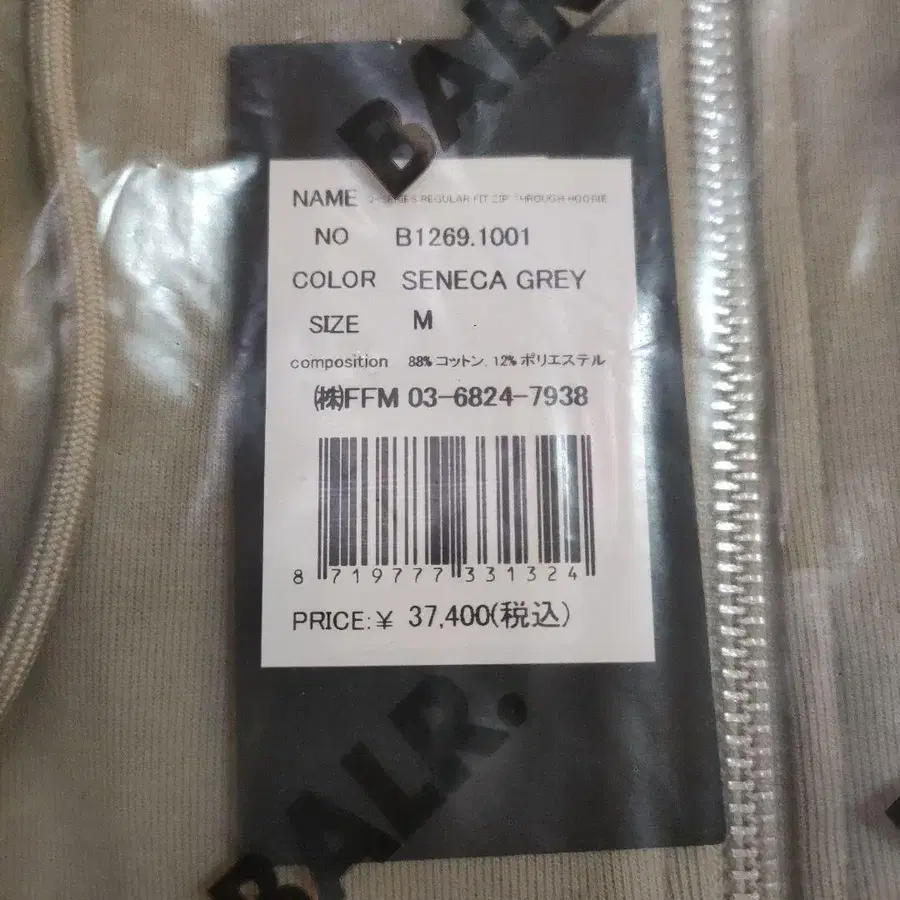 BALR
NAME Q-SERIES REGULAR FIT ZIP THROUGH HOODIE
NO B1269.1001
COLOR SENECA GREY
SIZE M
composition 88% コットン, 12% ポリエステル
㈱FFM 03-6824-7938
8 719777 331324
PRICE:¥ 37,400(税込)
BALR.